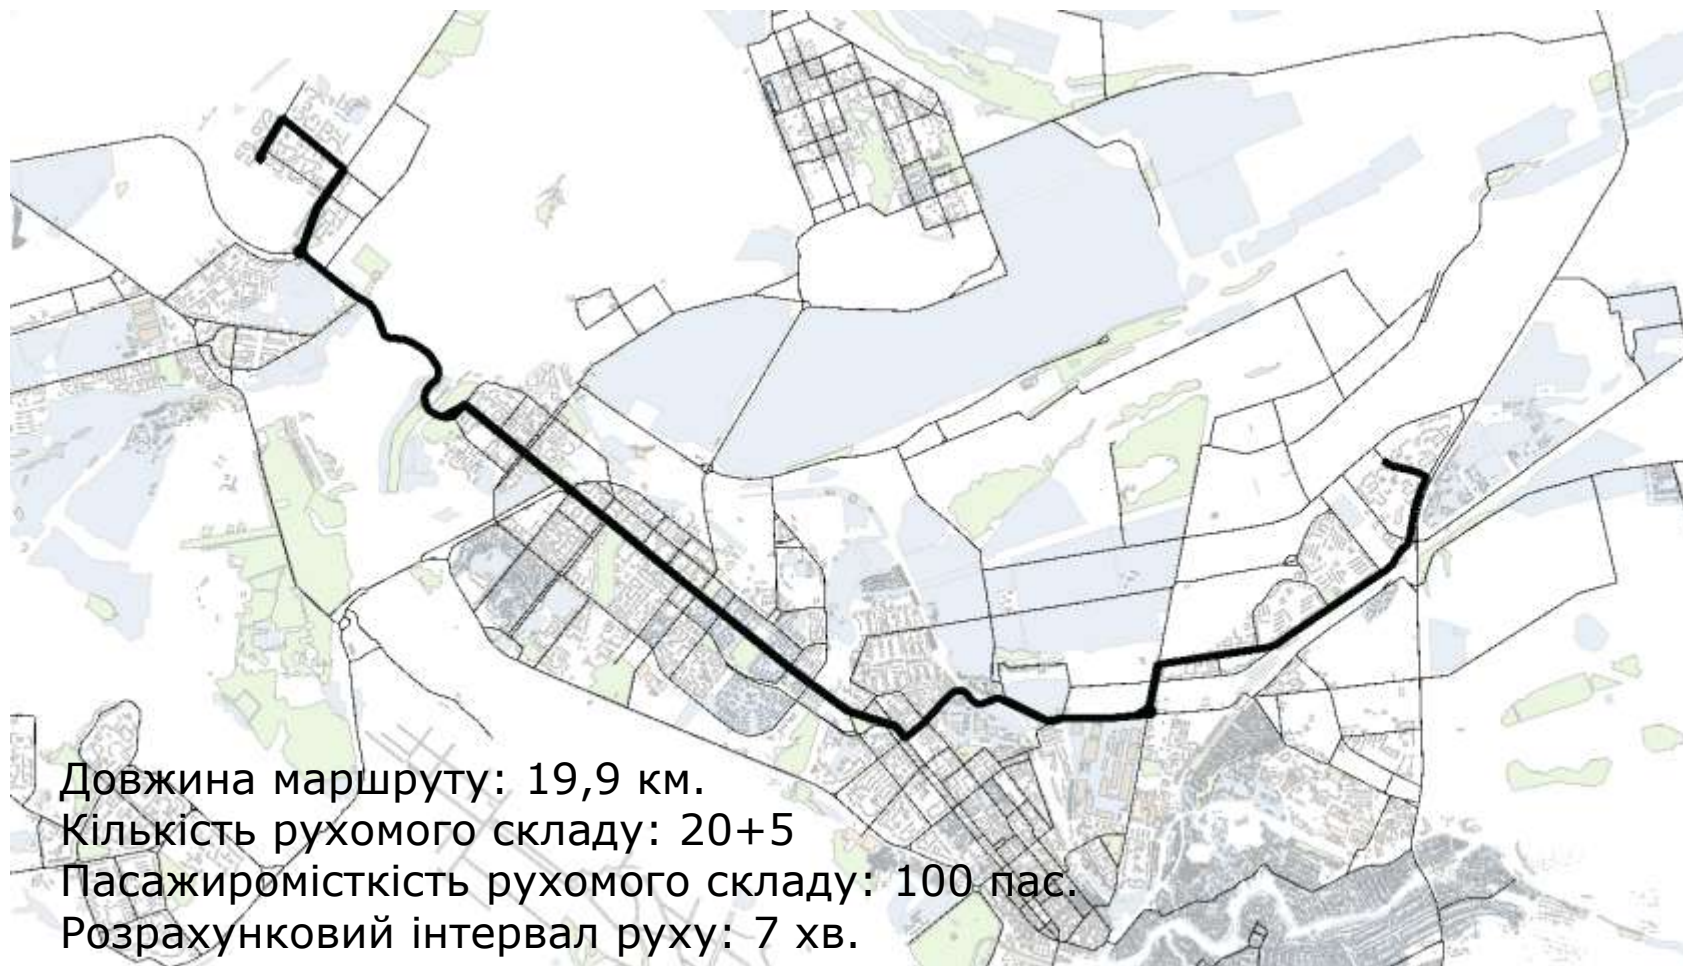 Довжина маршруту: 19,9 км.
Кількість рухомого складу: 20+5
Пасажиромісткість рухомого складу: 100 пас.
Розрахунковий інтервал руху: 7 хв.